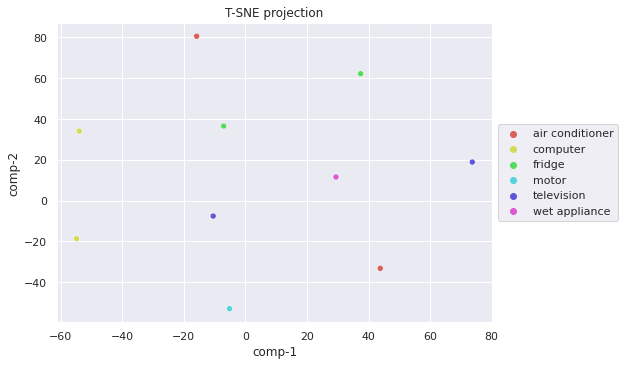 T-SNE projection
80
60
40
20
0
−20
−40
comp-2
−60
−40
−20
0
20
40
60
80
comp-1
air conditioner
computer
fridge
motor
television
wet appliance